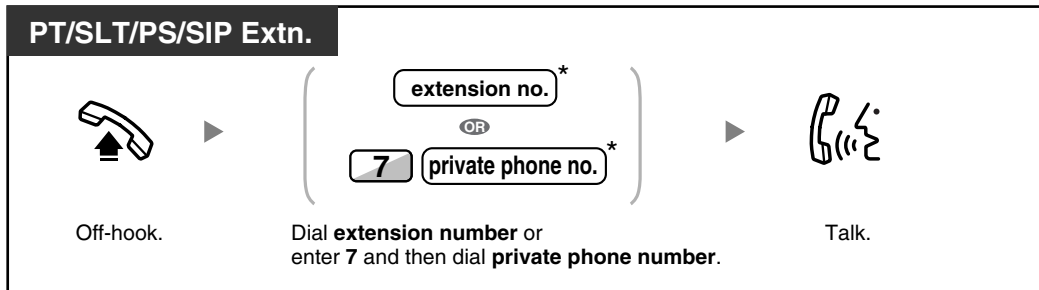 PT/SLT/PS/SIP Extn.
extension no.*
OR
7 private phone no.*
Off-hook.
Dial extension number or
enter 7 and then dial private phone number.
Talk.